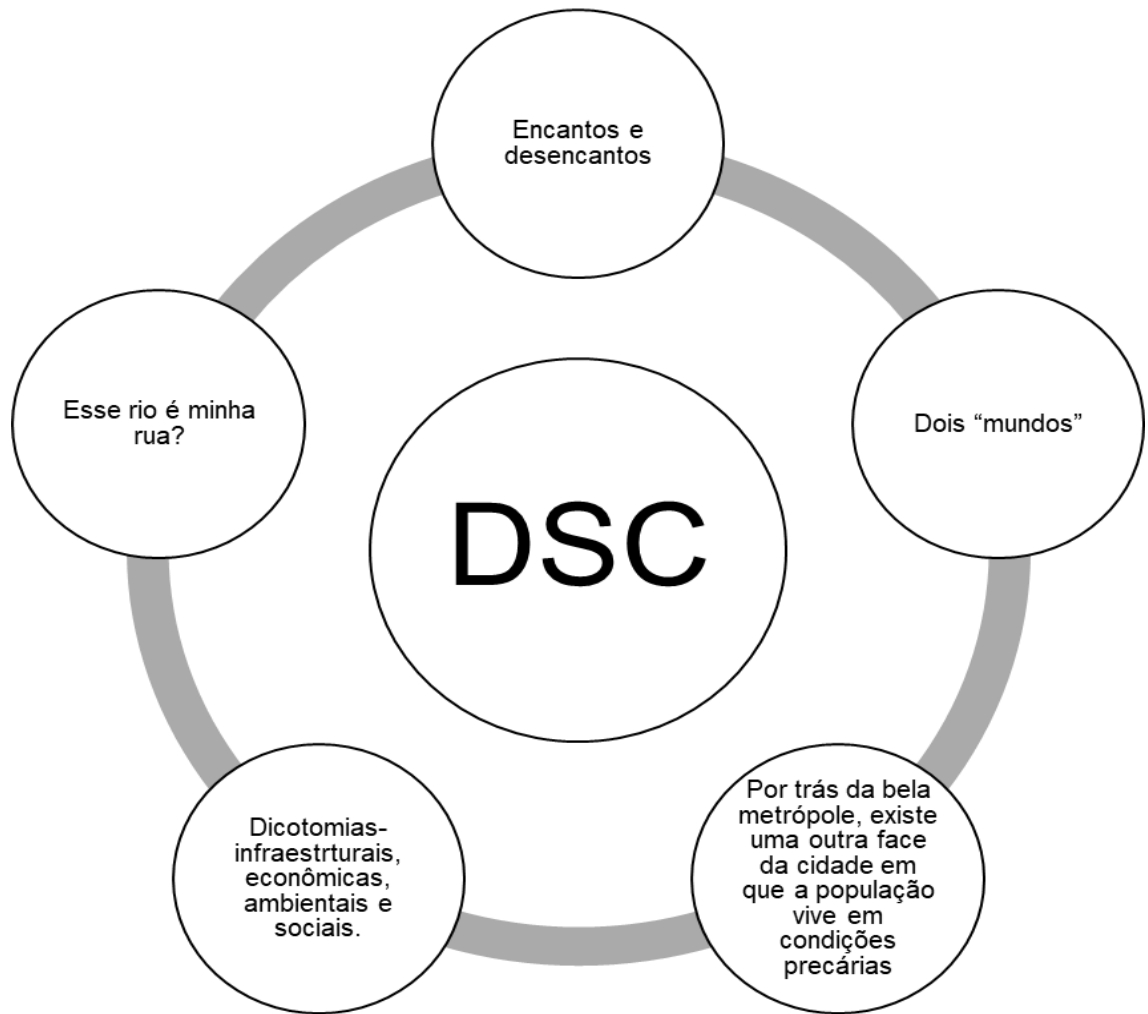 Encantos e
desencantos
Dois “mundos”
Por trás da bela
metrópole, existe
uma outra face
da cidade em
que a população
vive em
condições
precárias
Dicotomias-
infraestrturais,
econômicas,
ambientais e
sociais.
Esse rio é minha
rua?
DSC